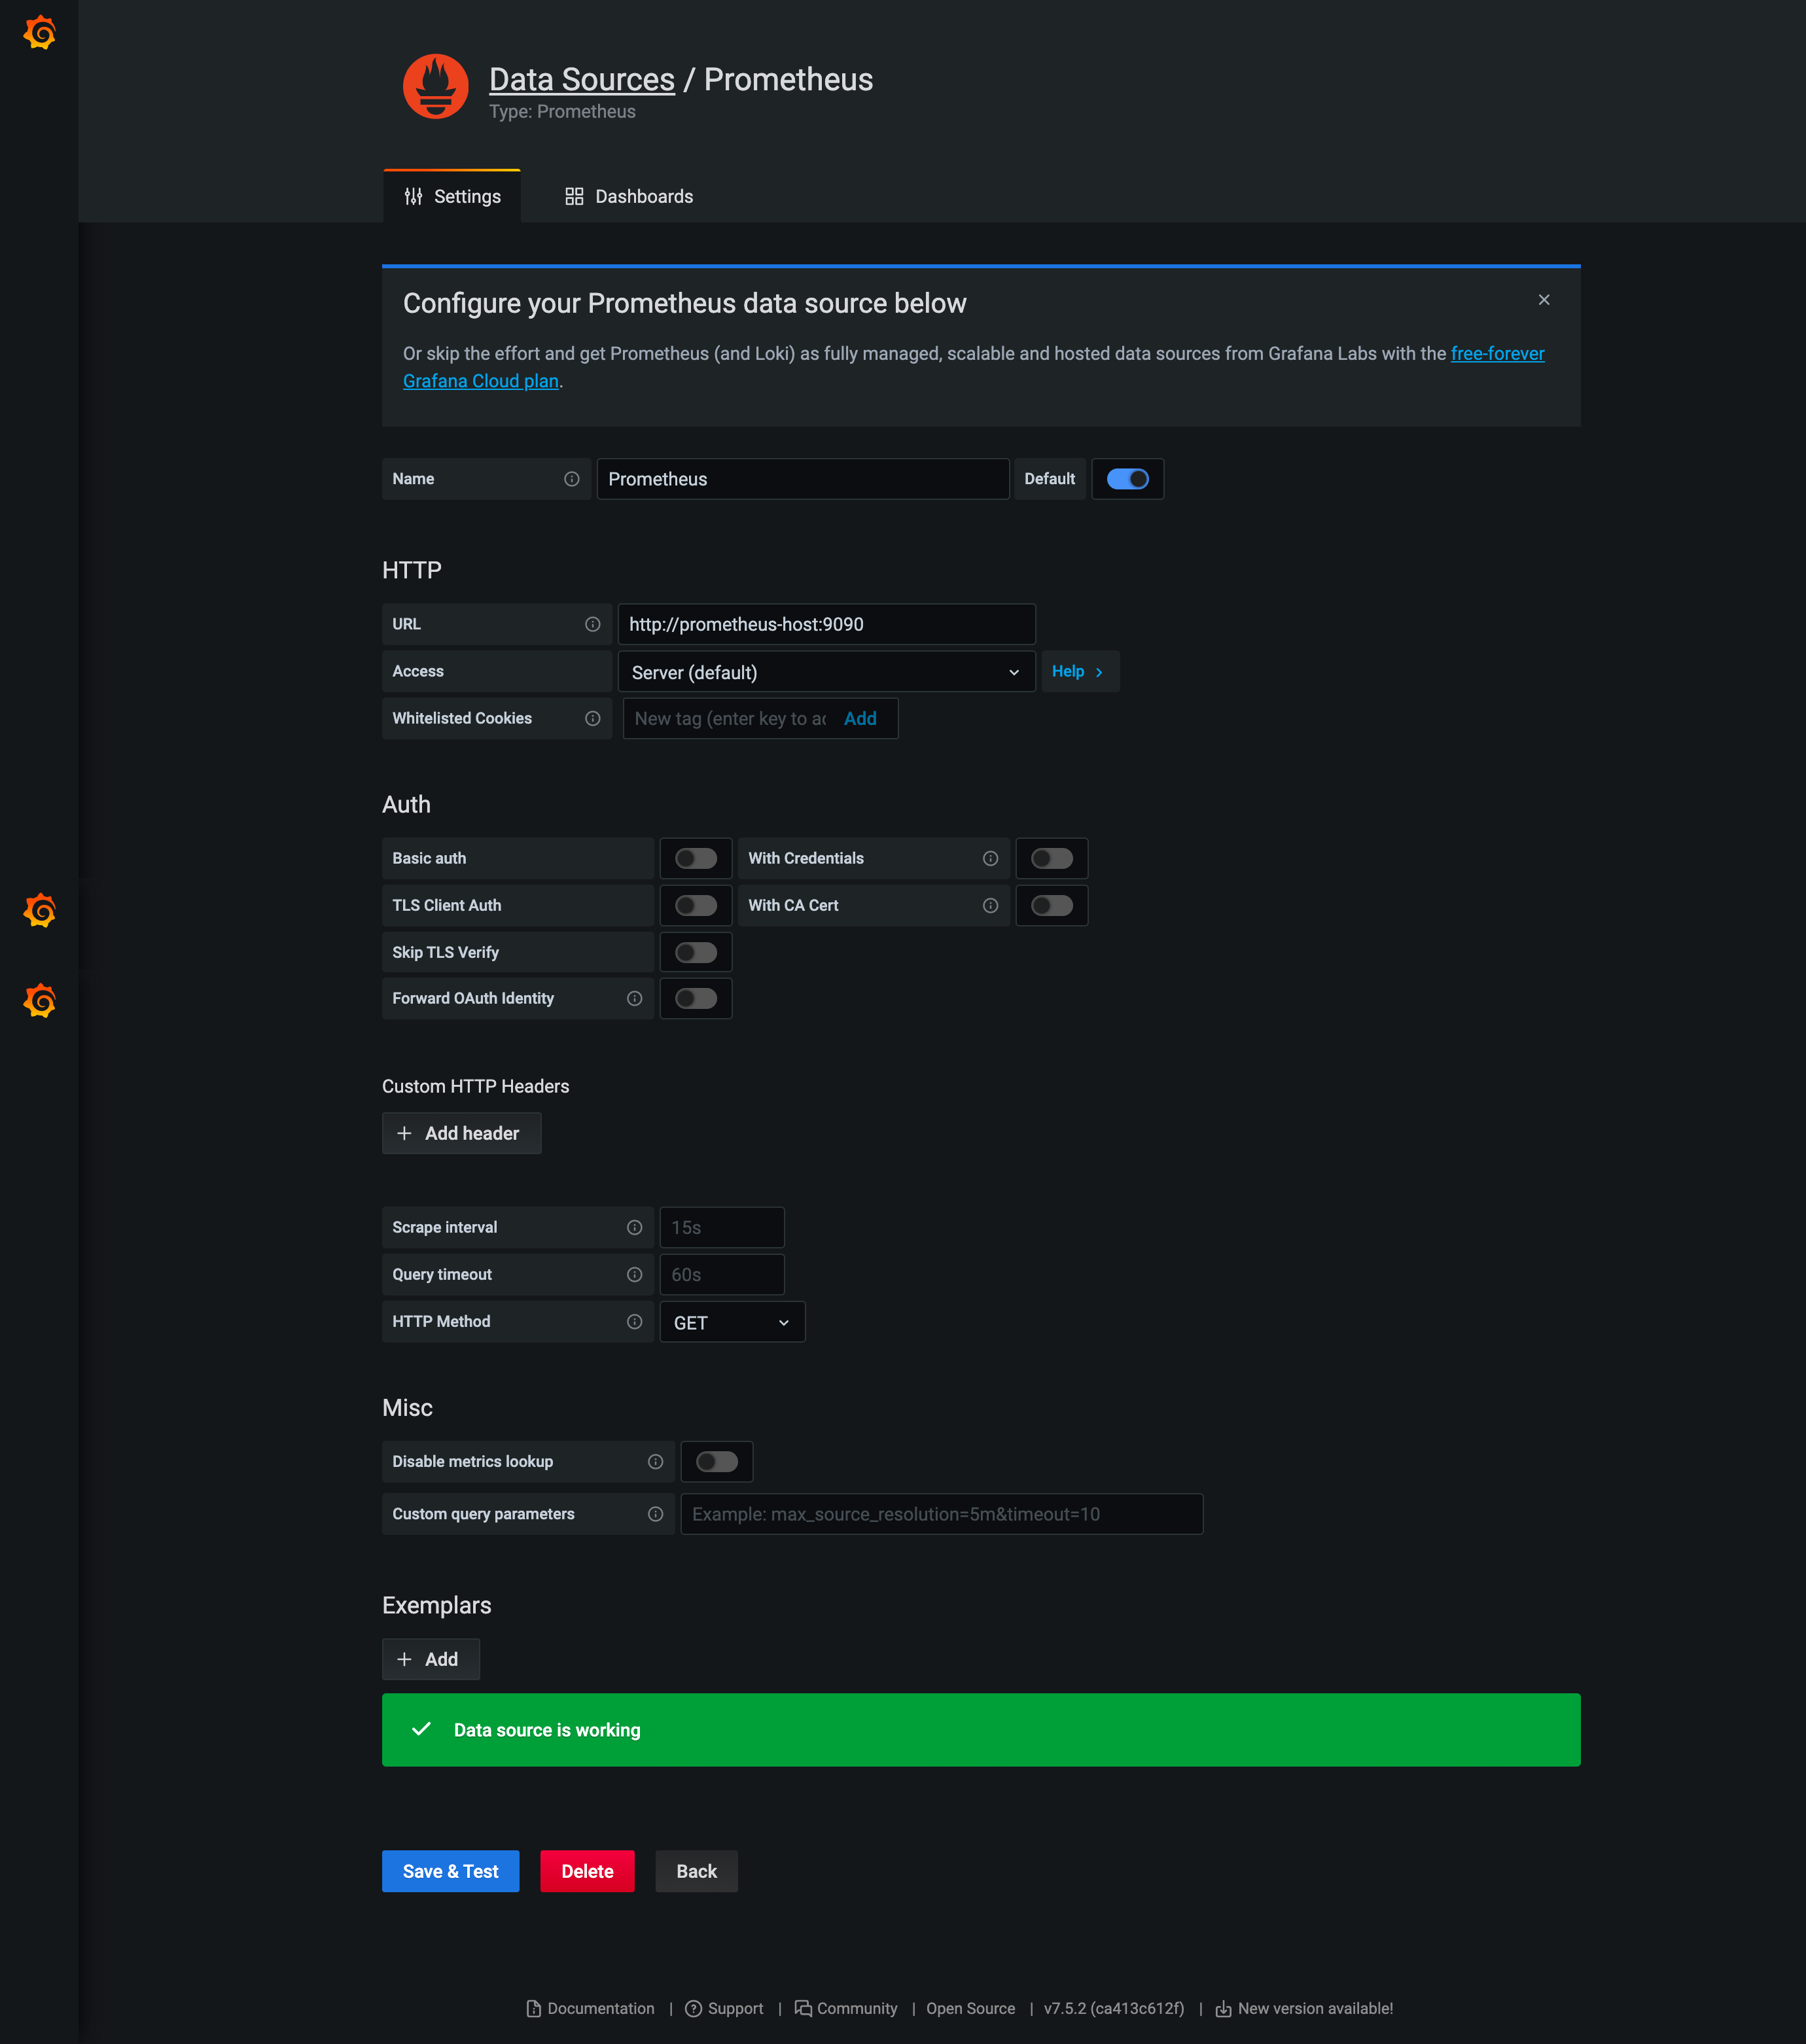 Data Sources / Prometheus
Type: Prometheus
Settings
Dashboards
Configure your Prometheus data source below
Or skip the effort and get Prometheus (and Loki) as fully managed, scalable and hosted data sources from Grafana Labs with the free-forever
Grafana Cloud plan.
Name
Prometheus
Default
HTTP
URL
http://prometheus-host:9090
Access
Server (default)
Help
Whitelisted Cookies
New tag (enter key to ac
Add
Auth
Basic auth
With Credentials
TLS Client Auth
With CA Cert
Skip TLS Verify
Forward OAuth Identity
Custom HTTP Headers
Add header
Scrape interval
15s
Query timeout
60s
HTTP Method
GET
Misc
Disable metrics lookup
Custom query parameters
Example: max_source_resolution=5m&timeout=10
Exemplars
Add
Data source is working
Save & Test
Delete
Back
Documentation | Support | Community | Open Source | v7.5.2 (ca413c612f) | New version available!